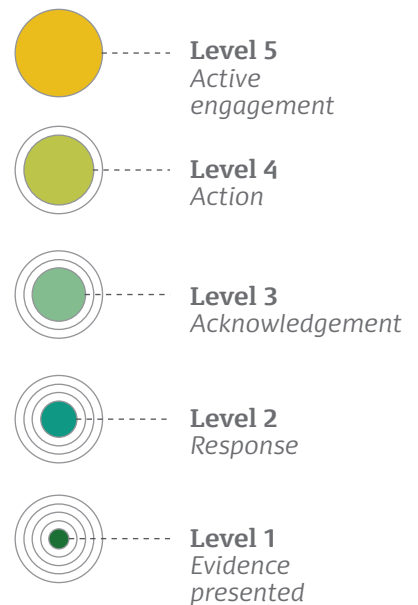 Level 5
Active
engagement
Level 4
Action
Level 3
Acknowledgement
Level 2
Response
Level 1
Evidence
presented